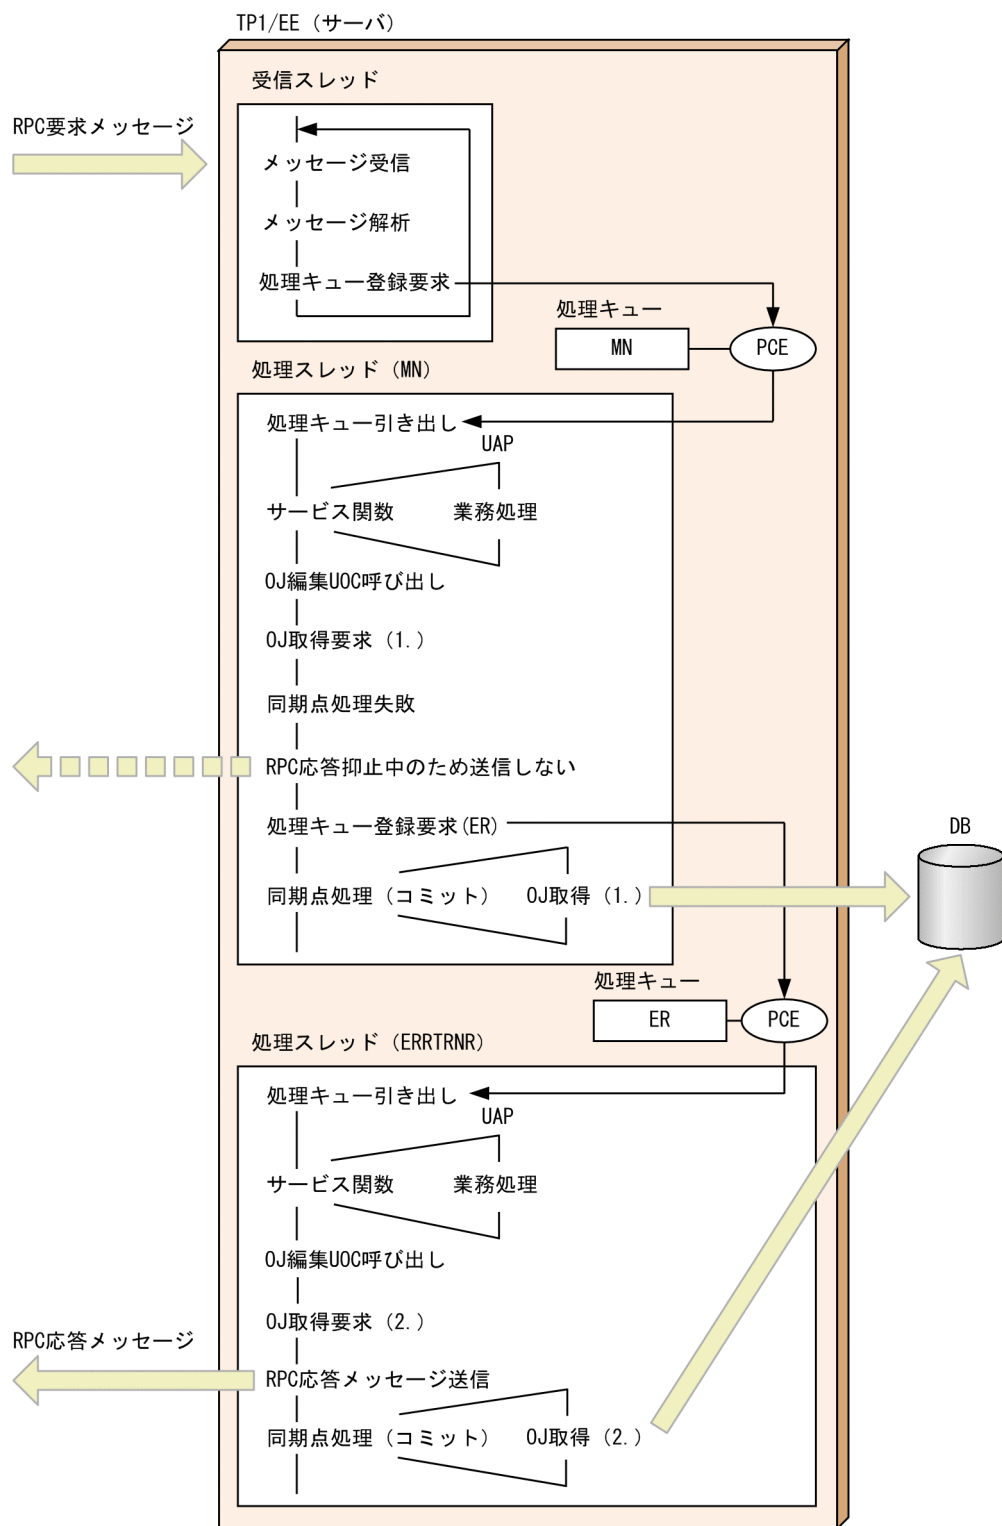 TP1/EE（サーバ）
受信スレッド
RPC要求メッセージ
メッセージ受信
メッセージ解析
処理キュー登録要求
処理キュー
MN
PCE
処理スレッド（MN）
処理キュー引き出し
UAP
サービス関数
業務処理
OJ編集UOC呼び出し
OJ取得要求（1.）
同期点処理失敗
RPC応答抑止中のため送信しない
処理キュー登録要求(ER)
DB
同期点処理（コミット）
OJ取得（1.）
処理キュー
ER
PCE
処理スレッド（ERRTRNR）
処理キュー引き出し
UAP
サービス関数
業務処理
OJ編集UOC呼び出し
OJ取得要求（2.）
RPC応答メッセージ
RPC応答メッセージ送信
同期点処理（コミット）
OJ取得（2.）